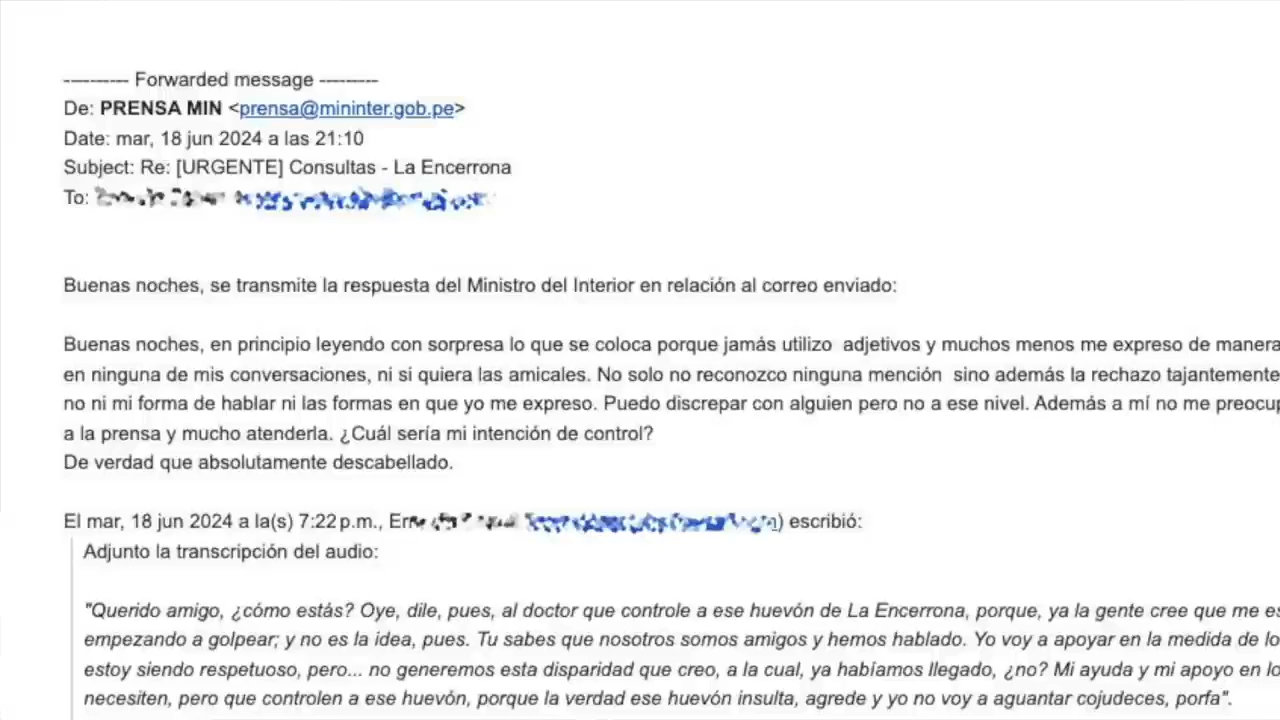 ---------- Forwarded message ---------
De: PRENSA MIN <prensa@mininter.gob.pe>
Date: mar, 18 jun 2024 a las 21:10
Subject: Re: [URGENTE] Consultas - La Encerrona
To:
Buenas noches, se transmite la respuesta del Ministro del Interior en relación al correo enviado:
Buenas noches, en principio leyendo con sorpresa lo que se coloca porque jamás utilizo  adjetivos y muchos menos me expreso de manera
en ninguna de mis conversaciones, ni si quiera las amicales. No solo no reconozco ninguna mención  sino además la rechazo tajantemente
no ni mi forma de hablar ni las formas en que yo me expreso. Puedo discrepar con alguien pero no a ese nivel. Además a mí no me preocup
a la prensa y mucho atenderla. ¿Cuál sería mi intención de control?
De verdad que absolutamente descabellado.
El mar, 18 jun 2024 a la(s) 7:22 p.m., ) escribió:
Adjunto la transcripción del audio:
"Querido amigo, ¿cómo estás? Oye, dile, pues, al doctor que controle a ese huevón de La Encerrona, porque, ya la gente cree que me es
empezando a golpear; y no es la idea, pues. Tu sabes que nosotros somos amigos y hemos hablado. Yo voy a apoyar en la medida de lo
estoy siendo respetuoso, pero... no generemos esta disparidad que creo, a la cual, ya habíamos llegado, ¿no? Mi ayuda y mi apoyo en lo
necesiten, pero que controlen a ese huevón, porque la verdad ese huevón insulta, agrede y yo no voy a aguantar cojudeces, porfa".